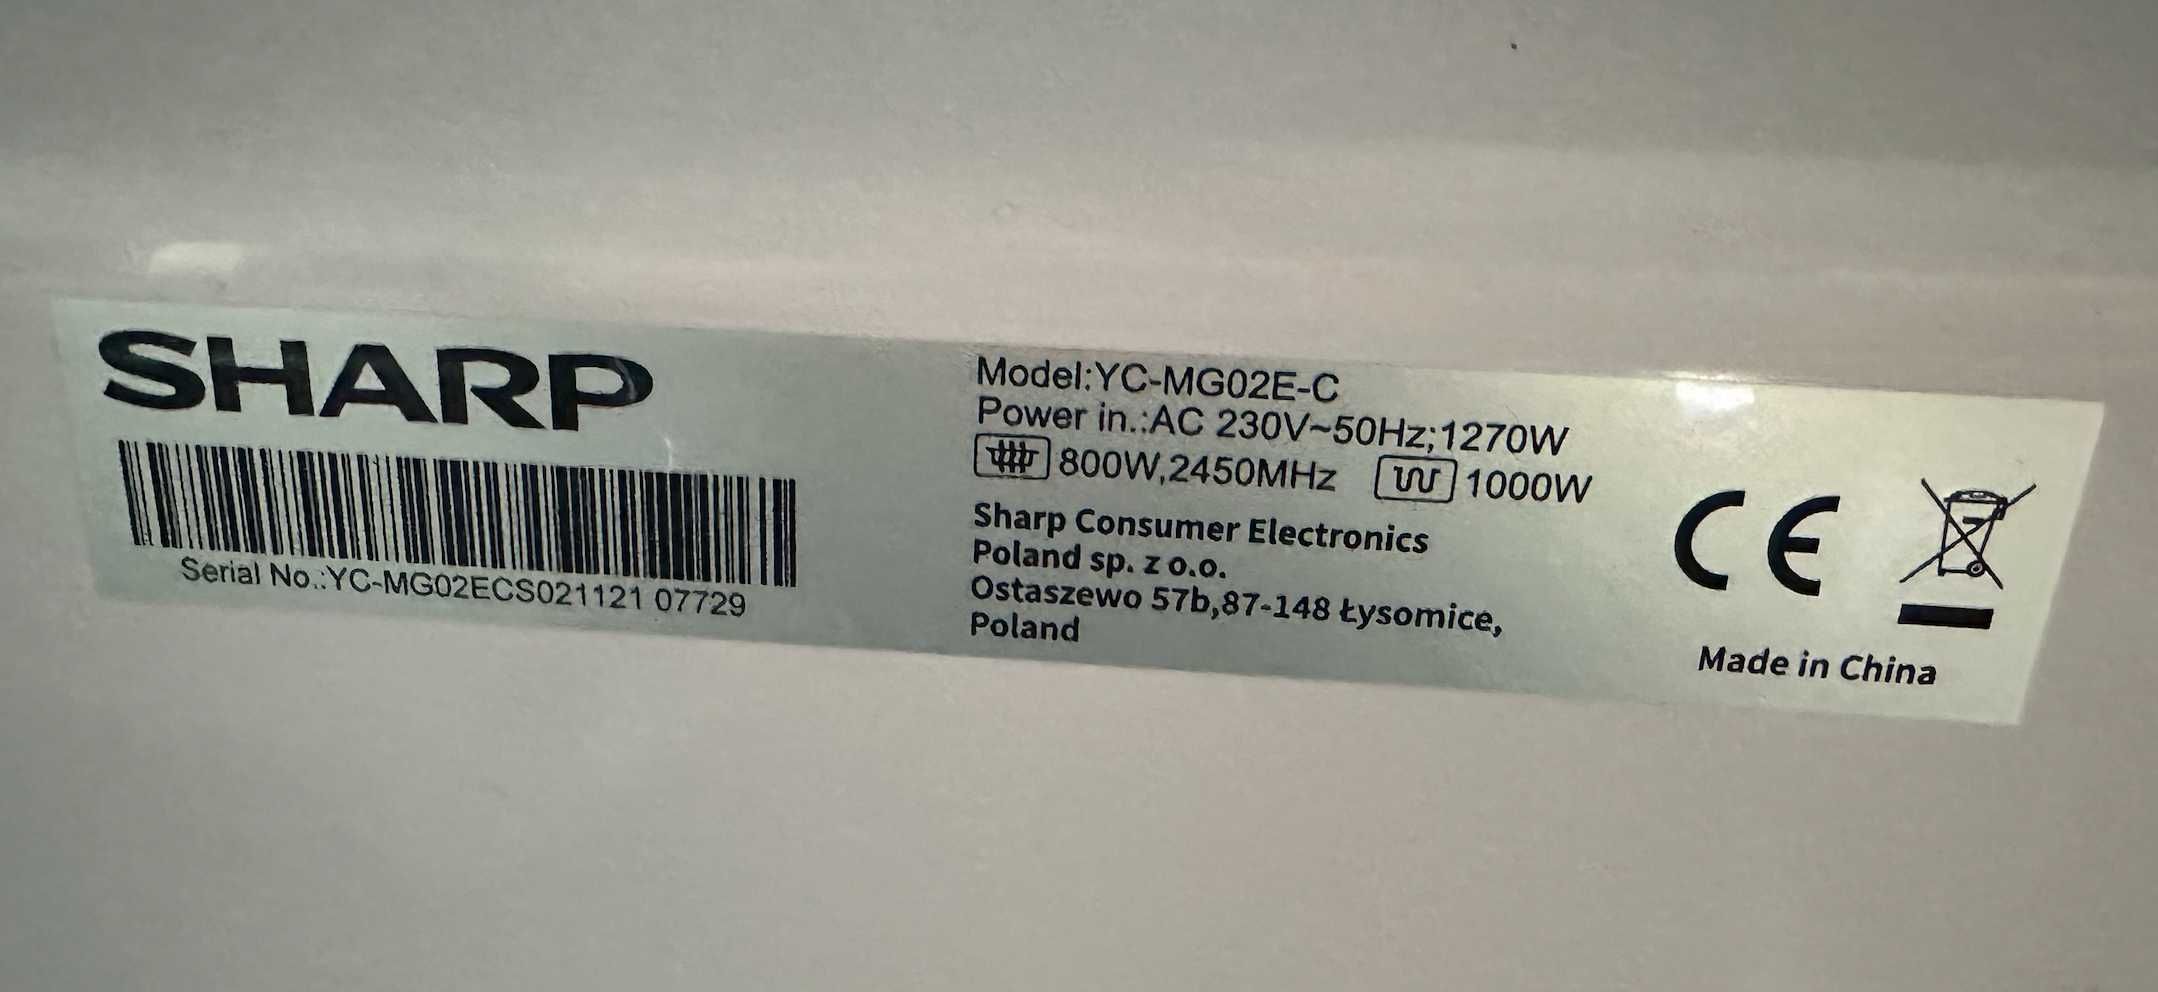 SHARP
Serial No.:YC-MG02ECS021121 07729
Model:YC-MG02E-C
Power in.:AC 230V~50Hz;1270W
800W,2450MHz 1000W
Sharp Consumer Electronics
Poland sp. z o.o.
Ostaszewo 57b,87-148 Łysomice,
Poland
CE
Made in China